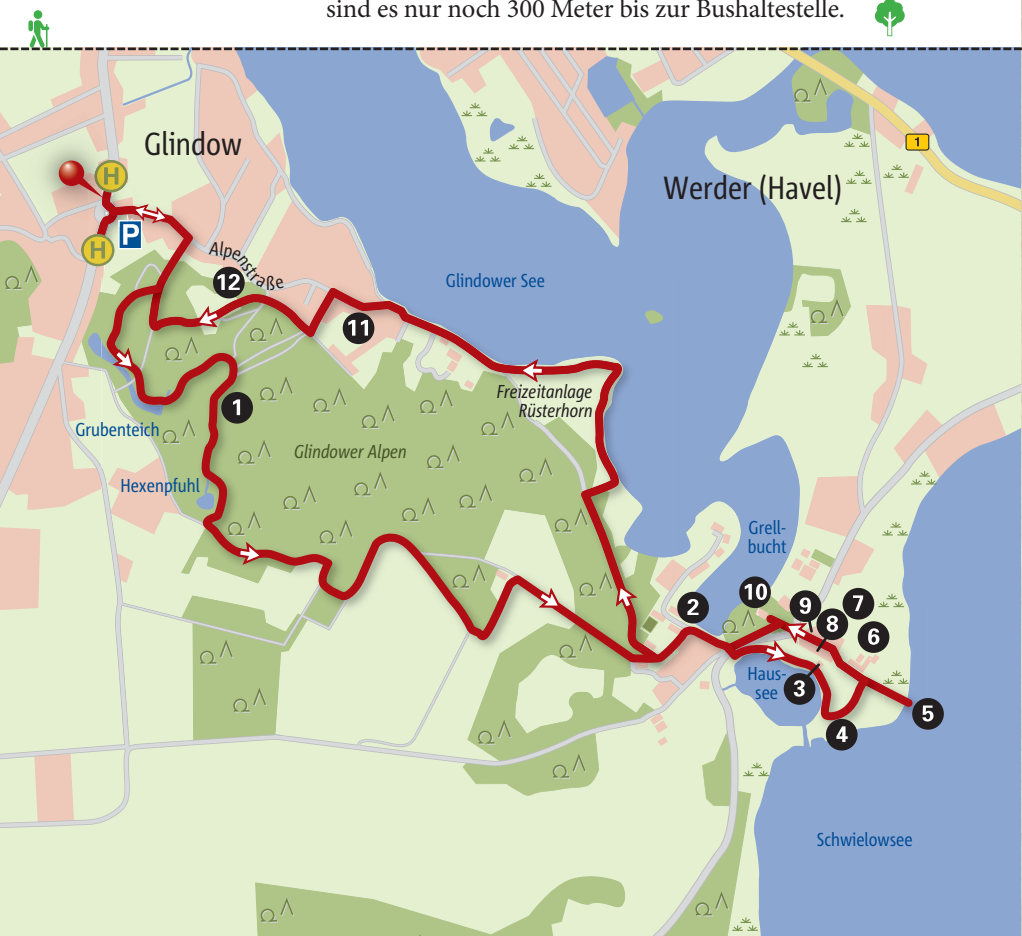 sind es nur noch 300 Meter bis zur Bushaltestelle.
1
Glindow
H
Werder (Havel)
P
H
Alpenstraße
12
Glindower See
11
Freizeitanlage
Rüsterhorn
1
Grubenteich
Glindower Alpen
Hexenpfuhl
Grell-
bucht
10
9
7
2
8
6
Haus-
see
3
5
4
Schwielowsee